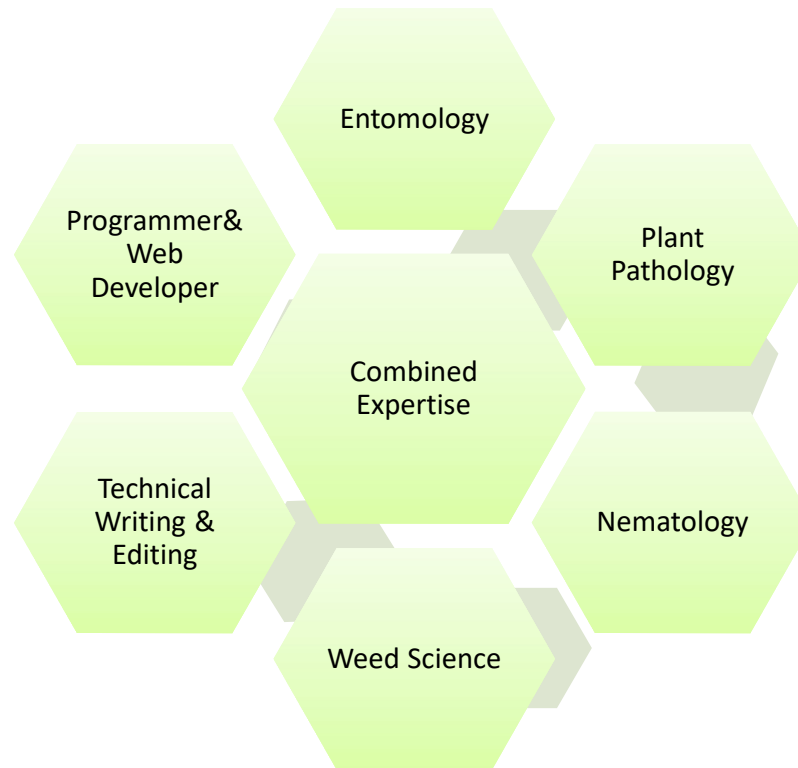 Entomology
Programmer&
Web
Developer
Plant
Pathology
Combined
Expertise
Technical
Writing &
Editing
Nematology
Weed Science